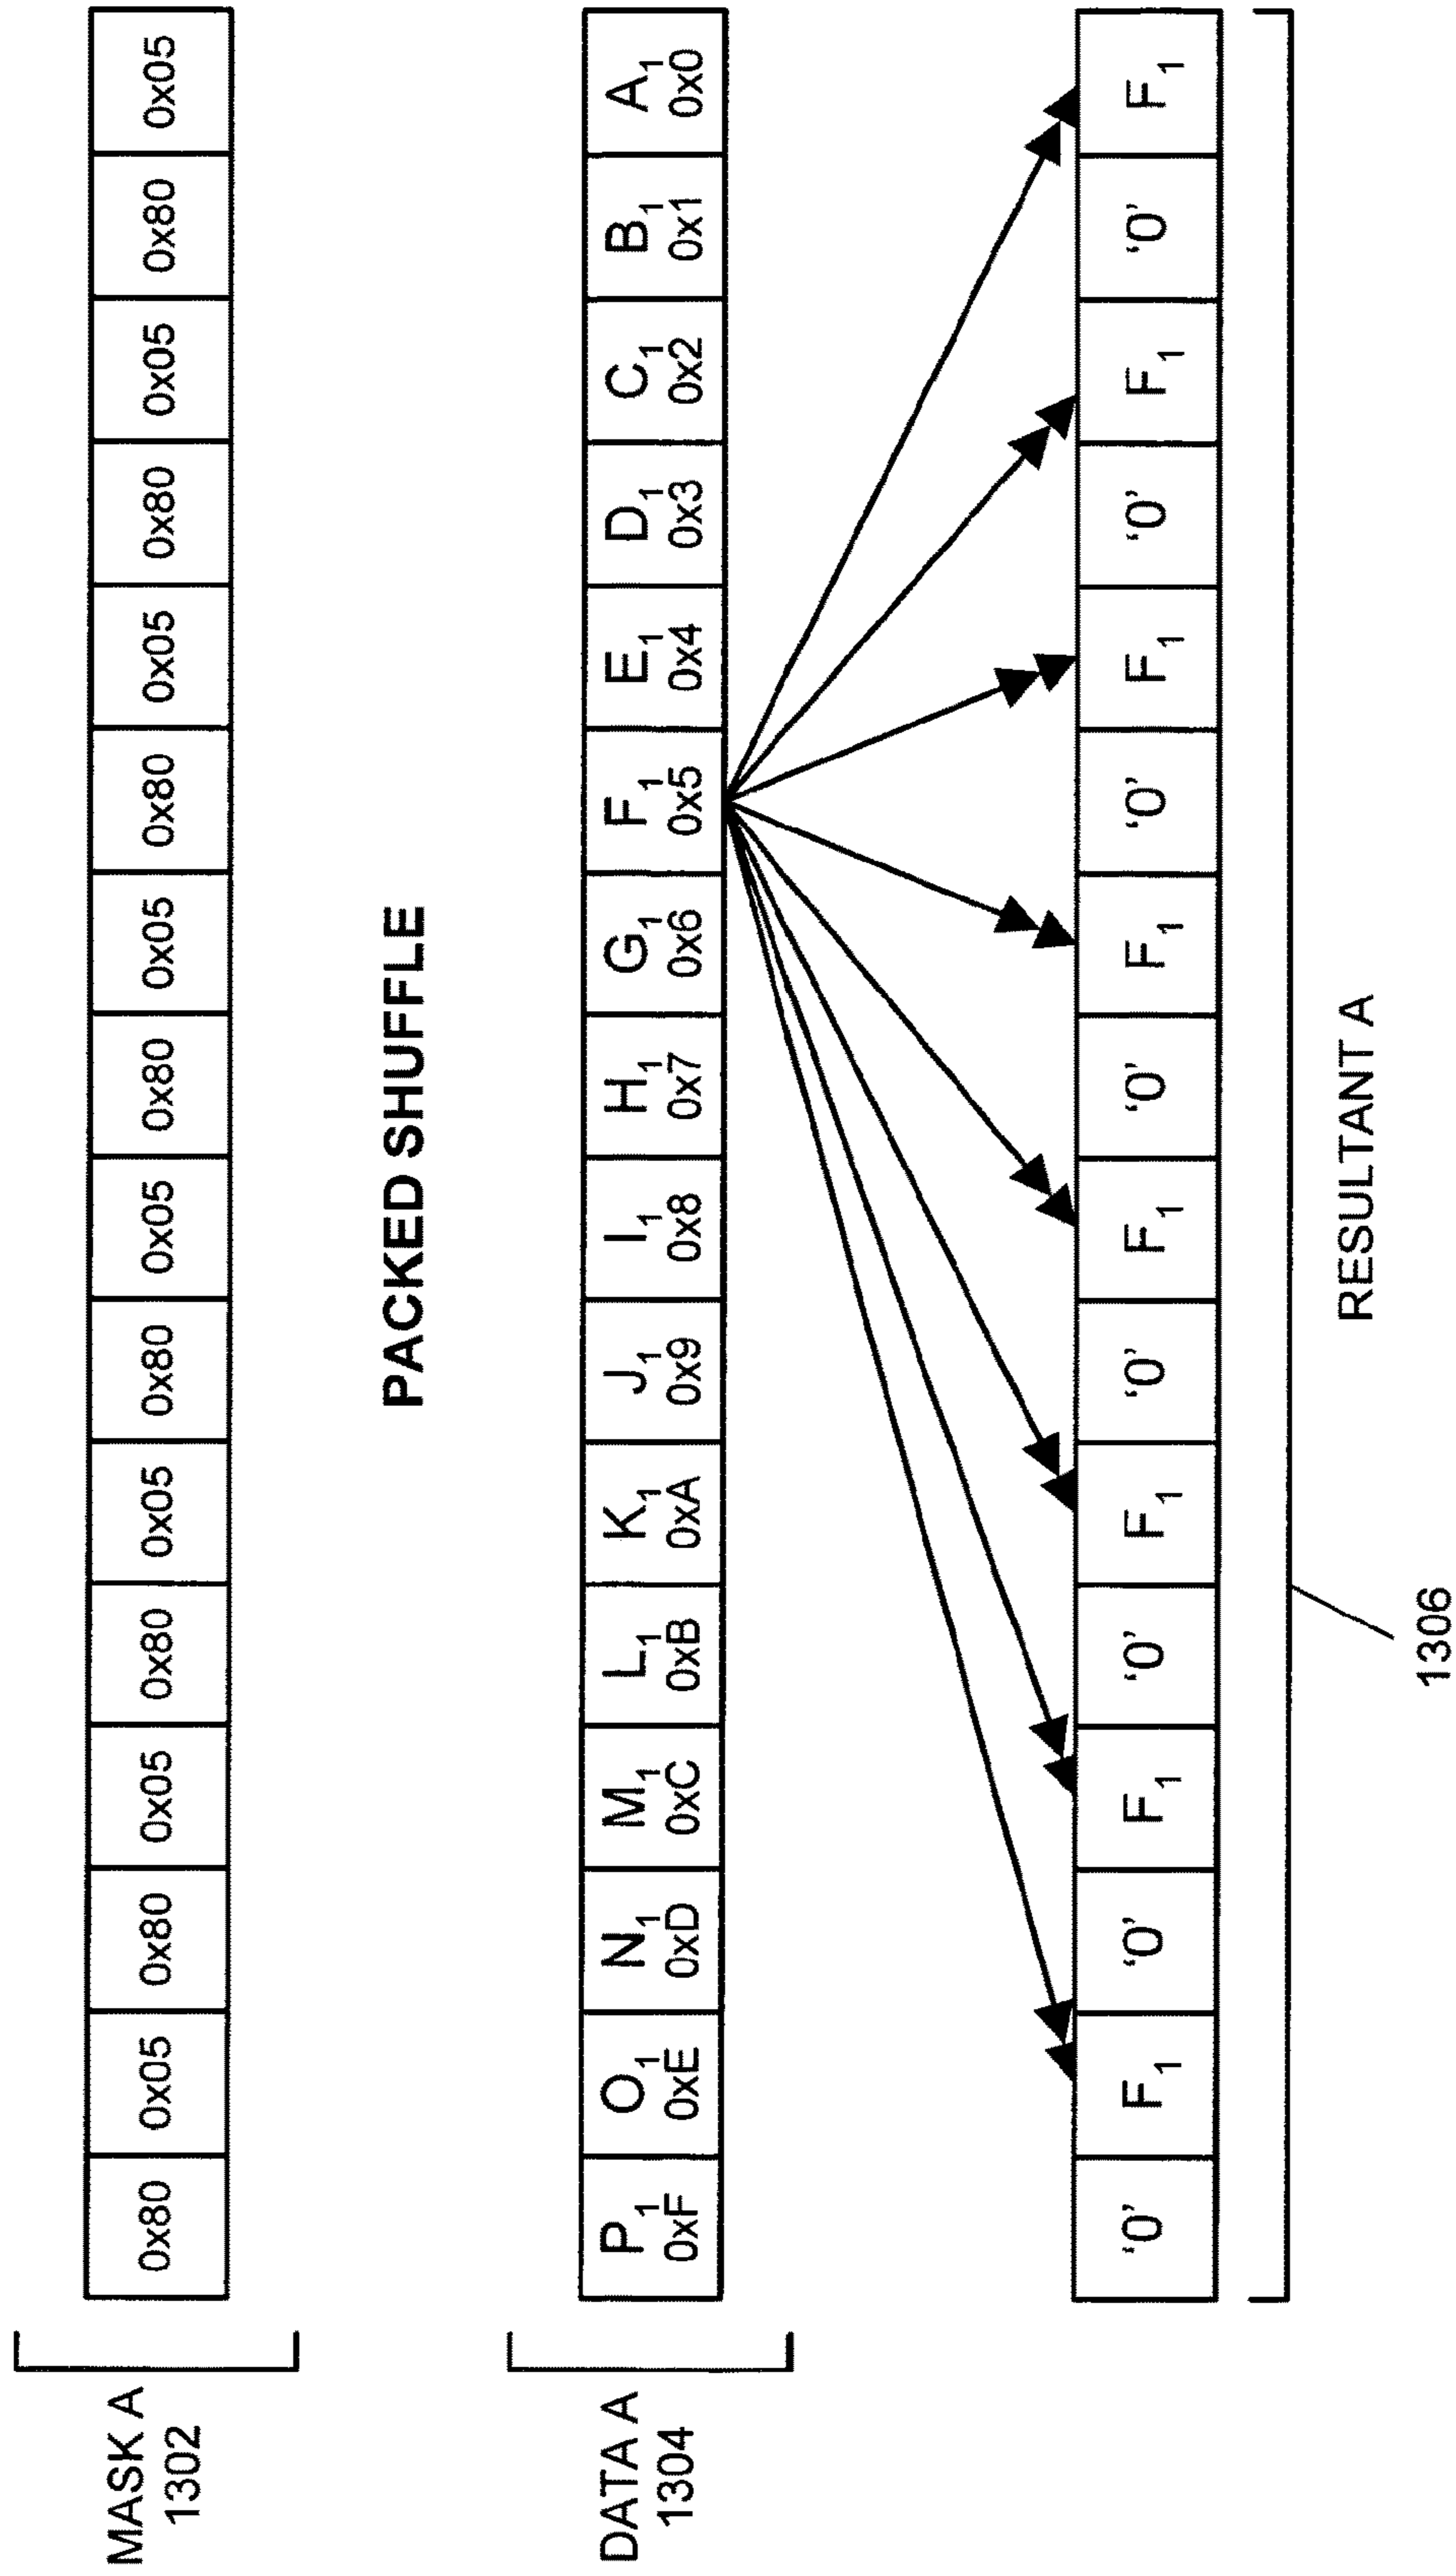 MASK A
1302
0x80 0x05 0x80 0x05 0x80 0x05 0x80 0x05 0x80 0x05 0x80 0x05 0x80 0x05 0x80 0x05
PACKED SHUFFLE
DATA A
1304
P1 O1 N1 M1 L1 K1 J1 I1 H1 G1 F1 E1 D1 C1 B1 A1
0xF 0xE 0xD 0xC 0xB 0xA 0x9 0x8 0x7 0x6 0x5 0x4 0x3 0x2 0x1 0x0
‘0’ F1 ‘0’ F1 ‘0’ F1 ‘0’ F1 ‘0’ F1 ‘0’ F1 ‘0’ F1 ‘0’ F1
RESULTANT A
1306